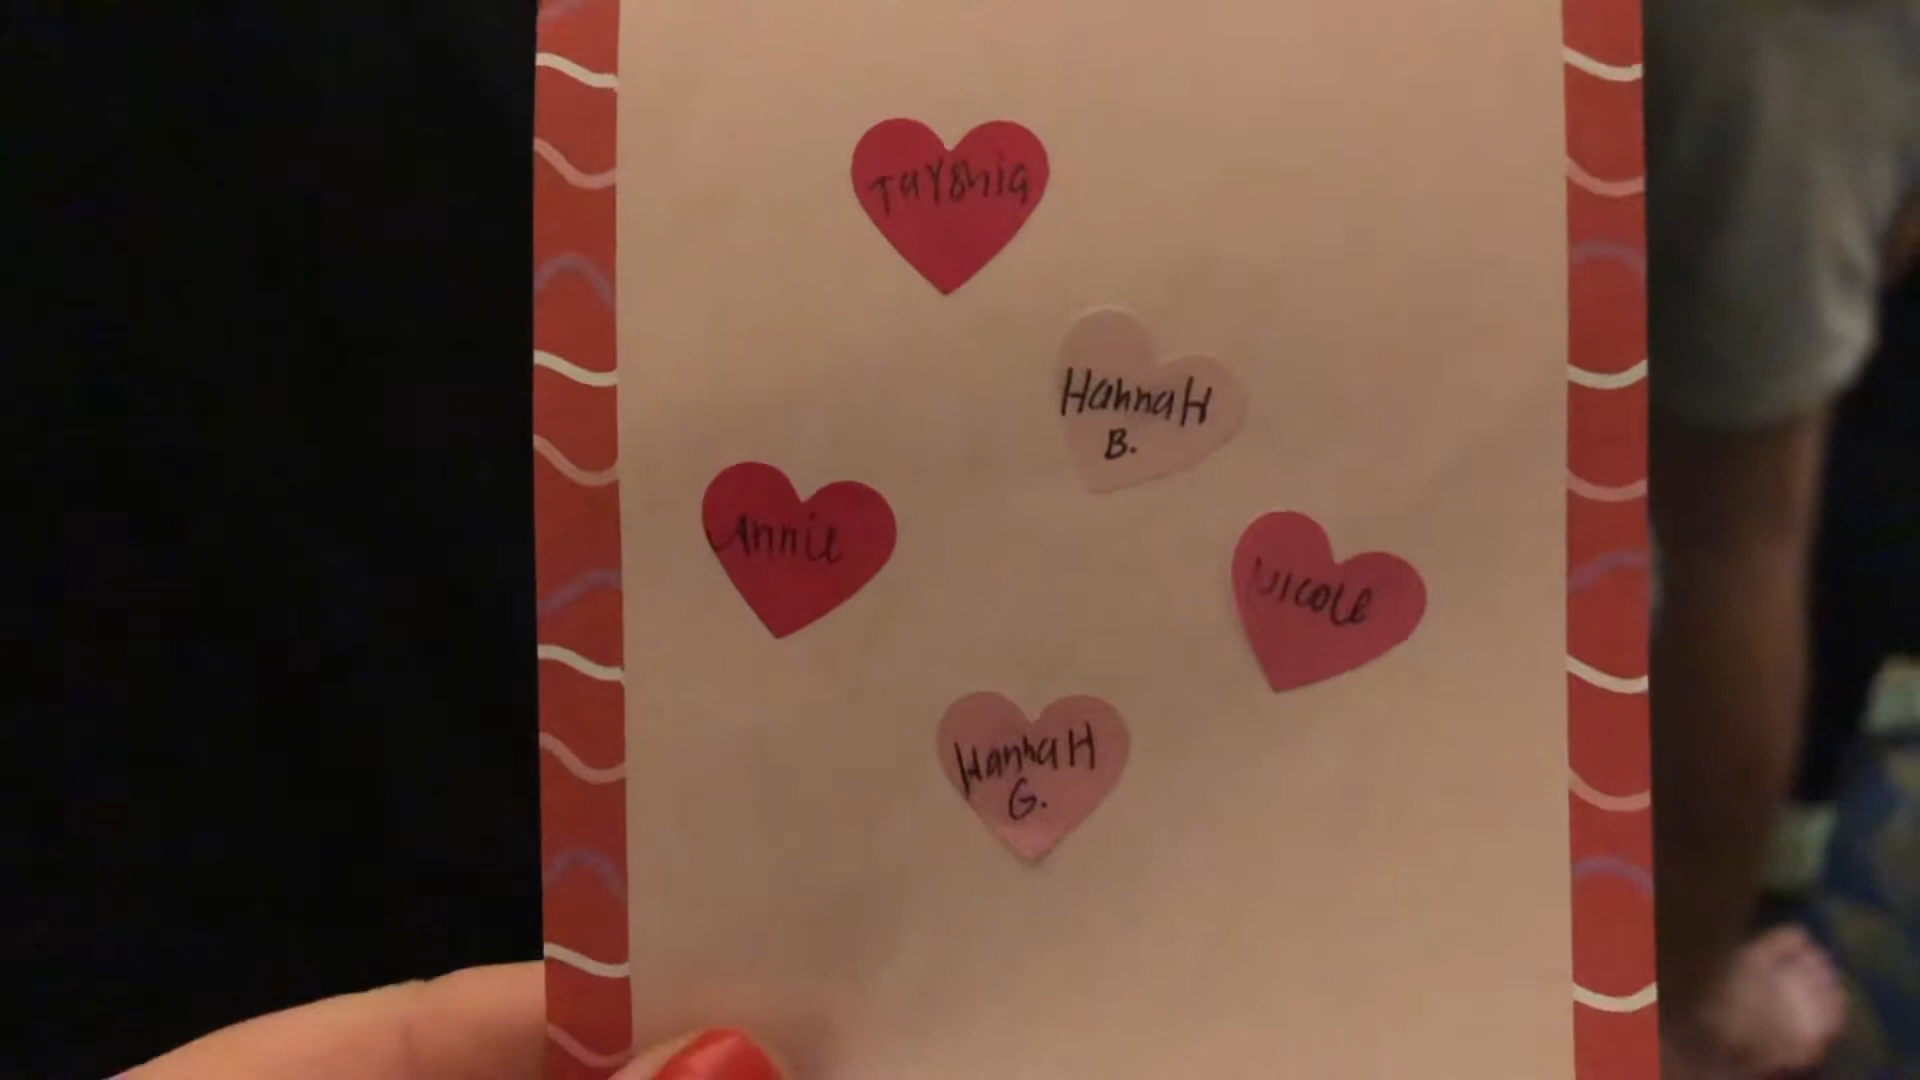 TaYshia
HannaH
B.
Annie
Nicole
HannaH
G.